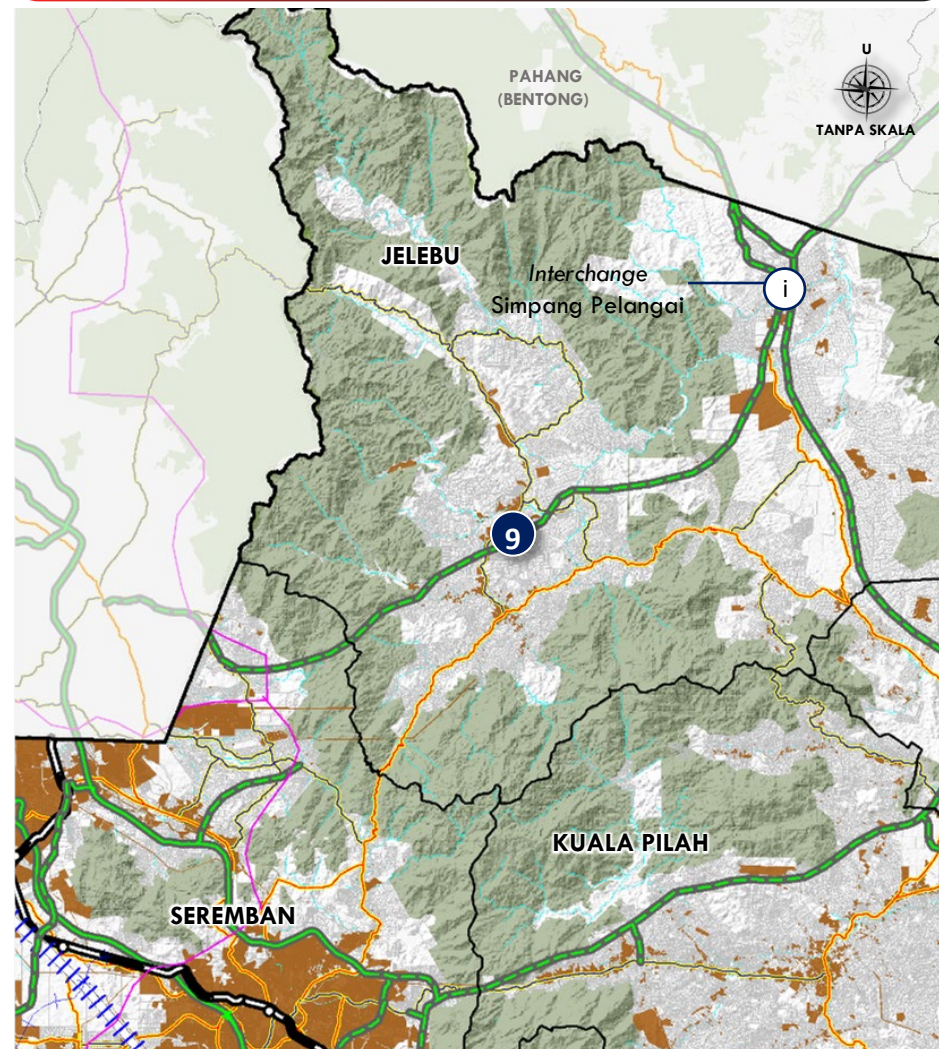 PAHANG
(BENTONG)
U
TANPA SKALA
JELEBU
Interchange
Simpang Pelangai
i
9
KUALA PILAH
SEREMBAN